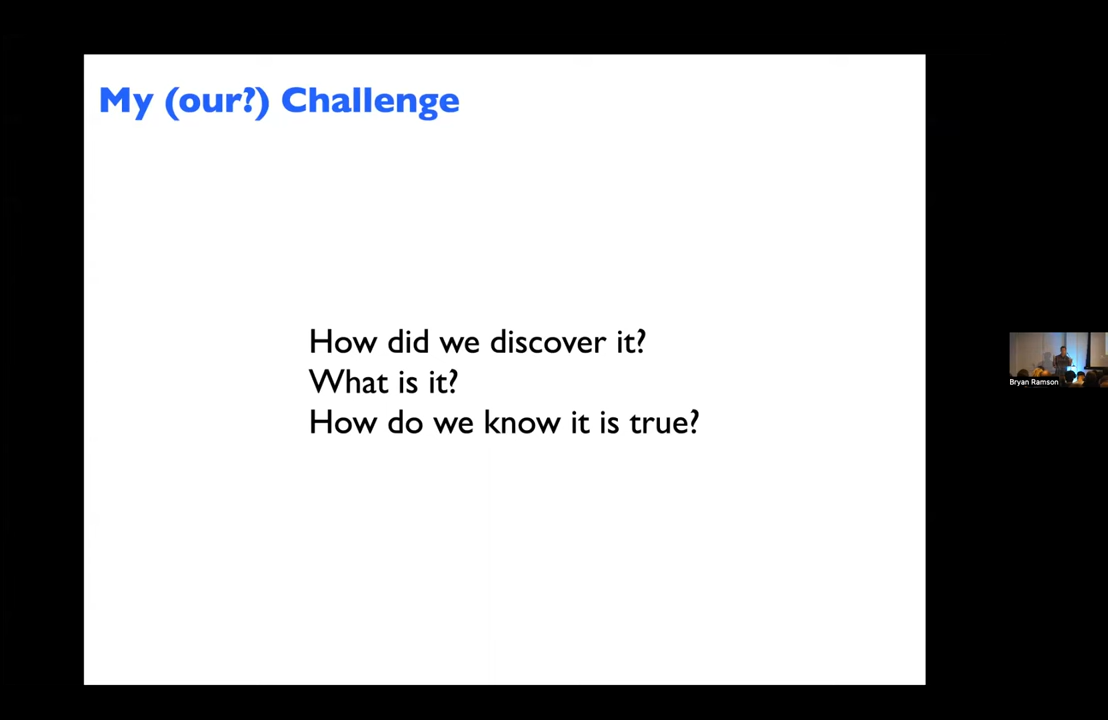 My (our?) Challenge
How did we discover it?
What is it?
How do we know it is true?
Bryan Ramson